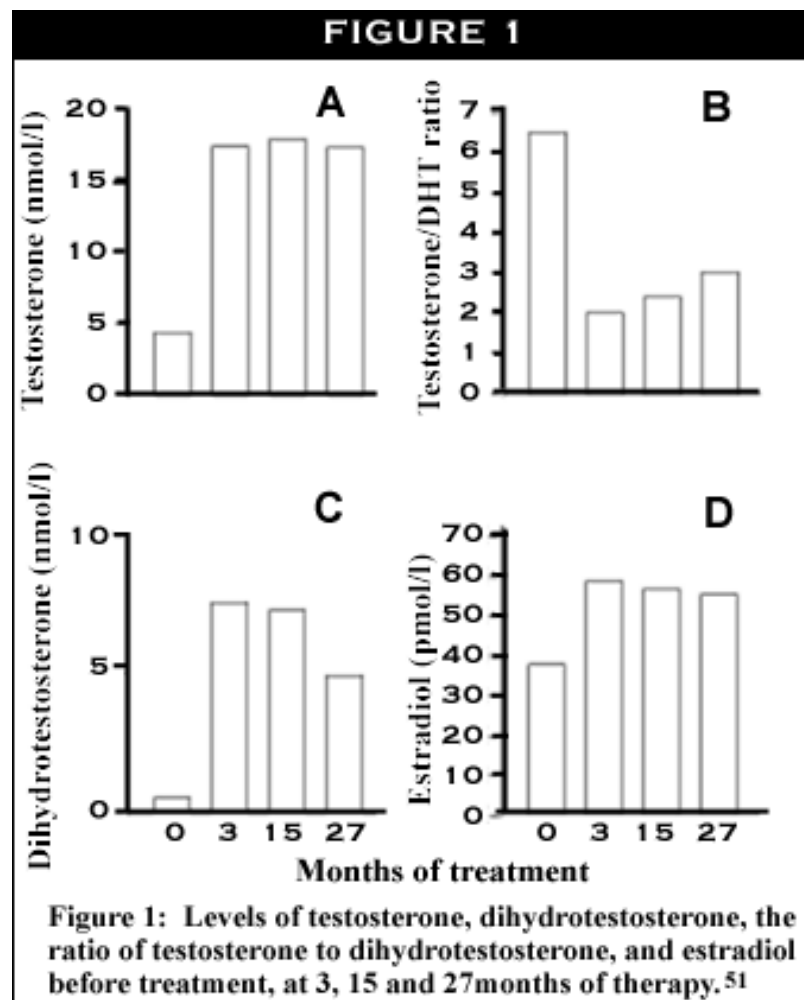 FIGURE 1
A
Testosterone (nmol/l)
20
15
10
5
0
B
Testosterone/DHT ratio
7
6
5
4
3
2
1
0
C
Dihydrotestosterone (nmol/l)
10
5
0
0 3 15 27
D
Estradiol (pmol/l)
70
60
50
40
30
20
10
0
0 3 15 27
Months of treatment
Figure 1: Levels of testosterone, dihydrotestosterone, the
ratio of testosterone to dihydrotestosterone, and estradiol
before treatment, at 3, 15 and 27months of therapy.51